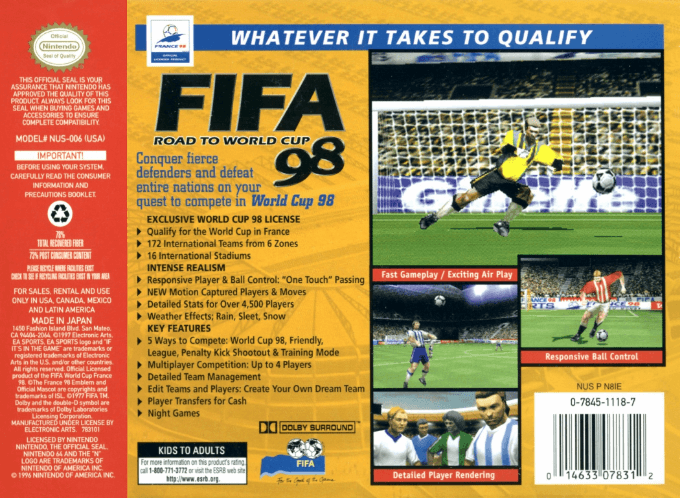 Official
Nintendo
Seal of Quality
THIS OFFICIAL SEAL IS YOUR
ASSURANCE THAT NINTENDO HAS
APPROVED THE QUALITY OF THIS
PRODUCT. ALWAYS LOOK FOR THIS
SEAL WHEN BUYING GAMES AND
ACCESSORIES TO ENSURE
COMPLETE COMPATIBILITY.
MODEL# NUS-006 (USA)
IMPORTANT!
BEFORE USING YOUR SYSTEM,
CAREFULLY READ THE CONSUMER
INFORMATION AND
PRECAUTIONS BOOKLET.
TOTAL RECOVERED FIBER
75% POST CONSUMER CONTENT
PLEASE RECYCLE WHERE FACILITIES EXIST
CHECK TO SEE IF RECYCLING FACILITIES EXIST IN YOUR AREA
FOR SALES, RENTAL AND USE
ONLY IN USA, CANADA, MEXICO
AND LATIN AMERICA
MADE IN JAPAN
1450 Fashion Island Blvd. San Mateo,
CA 94404-2064. ©1997 Electronic Arts.
EA SPORTS, EA SPORTS logo and "IF
IT'S IN THE GAME" are trademarks or
registered trademarks of Electronic
Arts in the U.S. and/or other countries.
All rights reserved. Official Licensed
product of the FIFA World Cup France
98. ©The France 98 Emblem and
Official Mascot are copyrights and
trademarks of ISL. ©1977 FIFA TM.
Dolby and the double-D symbol are
trademarks of Dolby Laboratories
Licensing Corporation.
MANUFACTURED UNDER LICENSE BY
ELECTRONIC ARTS. 783101
LICENSED BY NINTENDO
NINTENDO, THE OFFICIAL SEAL,
NINTENDO 64 AND THE "N"
LOGO ARE TRADEMARKS OF
NINTENDO OF AMERICA INC.
© 1996 NINTENDO OF AMERICA INC.
FRANCE 98
WHATEVER IT TAKES TO QUALIFY
FIFA
ROAD TO WORLD CUP
98
Conquer fierce
defenders and defeat
entire nations on your
quest to compete in World Cup 98
EXCLUSIVE WORLD CUP 98 LICENSE
Qualify for the World Cup in France
172 International Teams from 6 Zones
16 International Stadiums
INTENSE REALISM
Responsive Player & Ball Control: "One Touch" Passing
NEW Motion Captured Players & Moves
Detailed Stats for Over 4,500 Players
Weather Effects; Rain, Sleet, Snow
KEY FEATURES
5 Ways to Compete: World Cup 98, Friendly,
League, Penalty Kick Shootout & Training Mode
Multiplayer Competition: Up to 4 Players
Detailed Team Management
Edit Teams and Players: Create Your Own Dream Team
Player Transfers for Cash
Night Games
DOLBY SURROUND
KIDS TO ADULTS
For more information on this product's rating,
call 1-800-771-3772 or visit the ESRB web site
http://www.esrb.org.
FIFA
For the Good of the Game
Fast Gameplay / Exciting Air Play
Responsive Ball Control
Detailed Player Rendering
NUS P N8IE
0-7845-1118-7
0 14633 07831 2